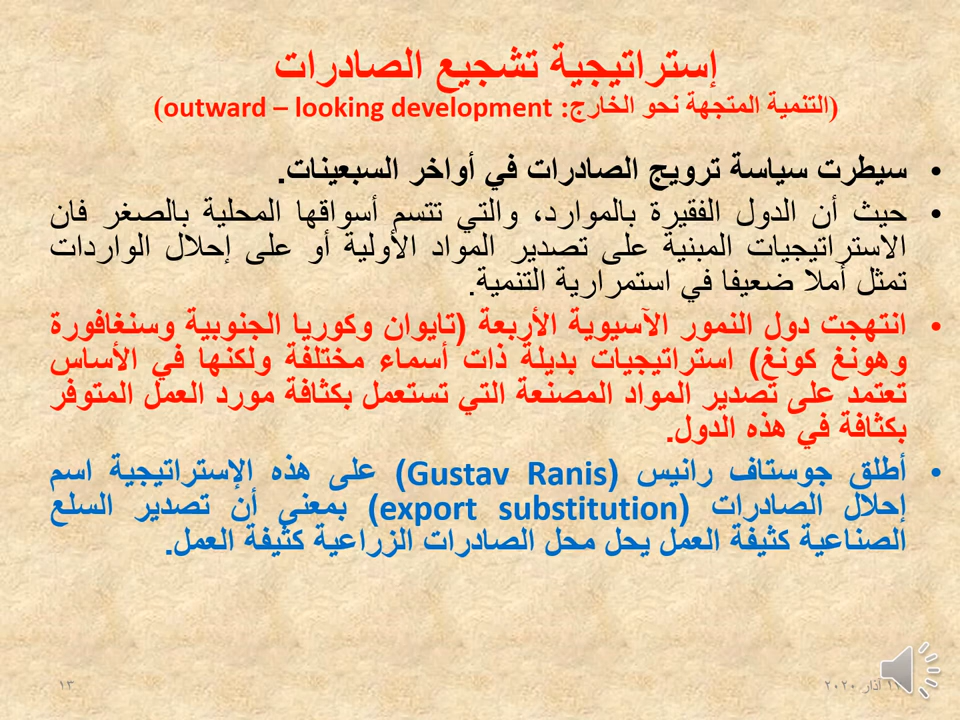 إستراتيجية تشجيع الصادرات
(التنمية المتجهة نحو الخارج: outward – looking development)
• سيطرت سياسة ترويج الصادرات في أواخر السبعينات.
• حيث أن الدول الفقيرة بالموارد، والتي تتسم أسواقها المحلية بالصغر فان
الاستراتيجيات المبنية على تصدير المواد الأولية أو على إحلال الواردات
تمثل أملا ضعيفا في استمرارية التنمية.
• انتهجت دول النمور الآسيوية الأربعة (تايوان وكوريا الجنوبية وسنغافورة
وهونغ كونغ) استراتيجيات بديلة ذات أسماء مختلفة ولكنها في الأساس
تعتمد على تصدير المواد المصنعة التي تستعمل بكثافة مورد العمل المتوفر
بكثافة في هذه الدول.
• أطلق جوستاف رانيس (Gustav Ranis) على هذه الإستراتيجية اسم
إحلال الصادرات (export substitution) بمعني أن تصدير السلع
الصناعية كثيفة العمل يحل محل الصادرات الزراعية كثيفة العمل.
آذار ٢٠٢٠
١٣